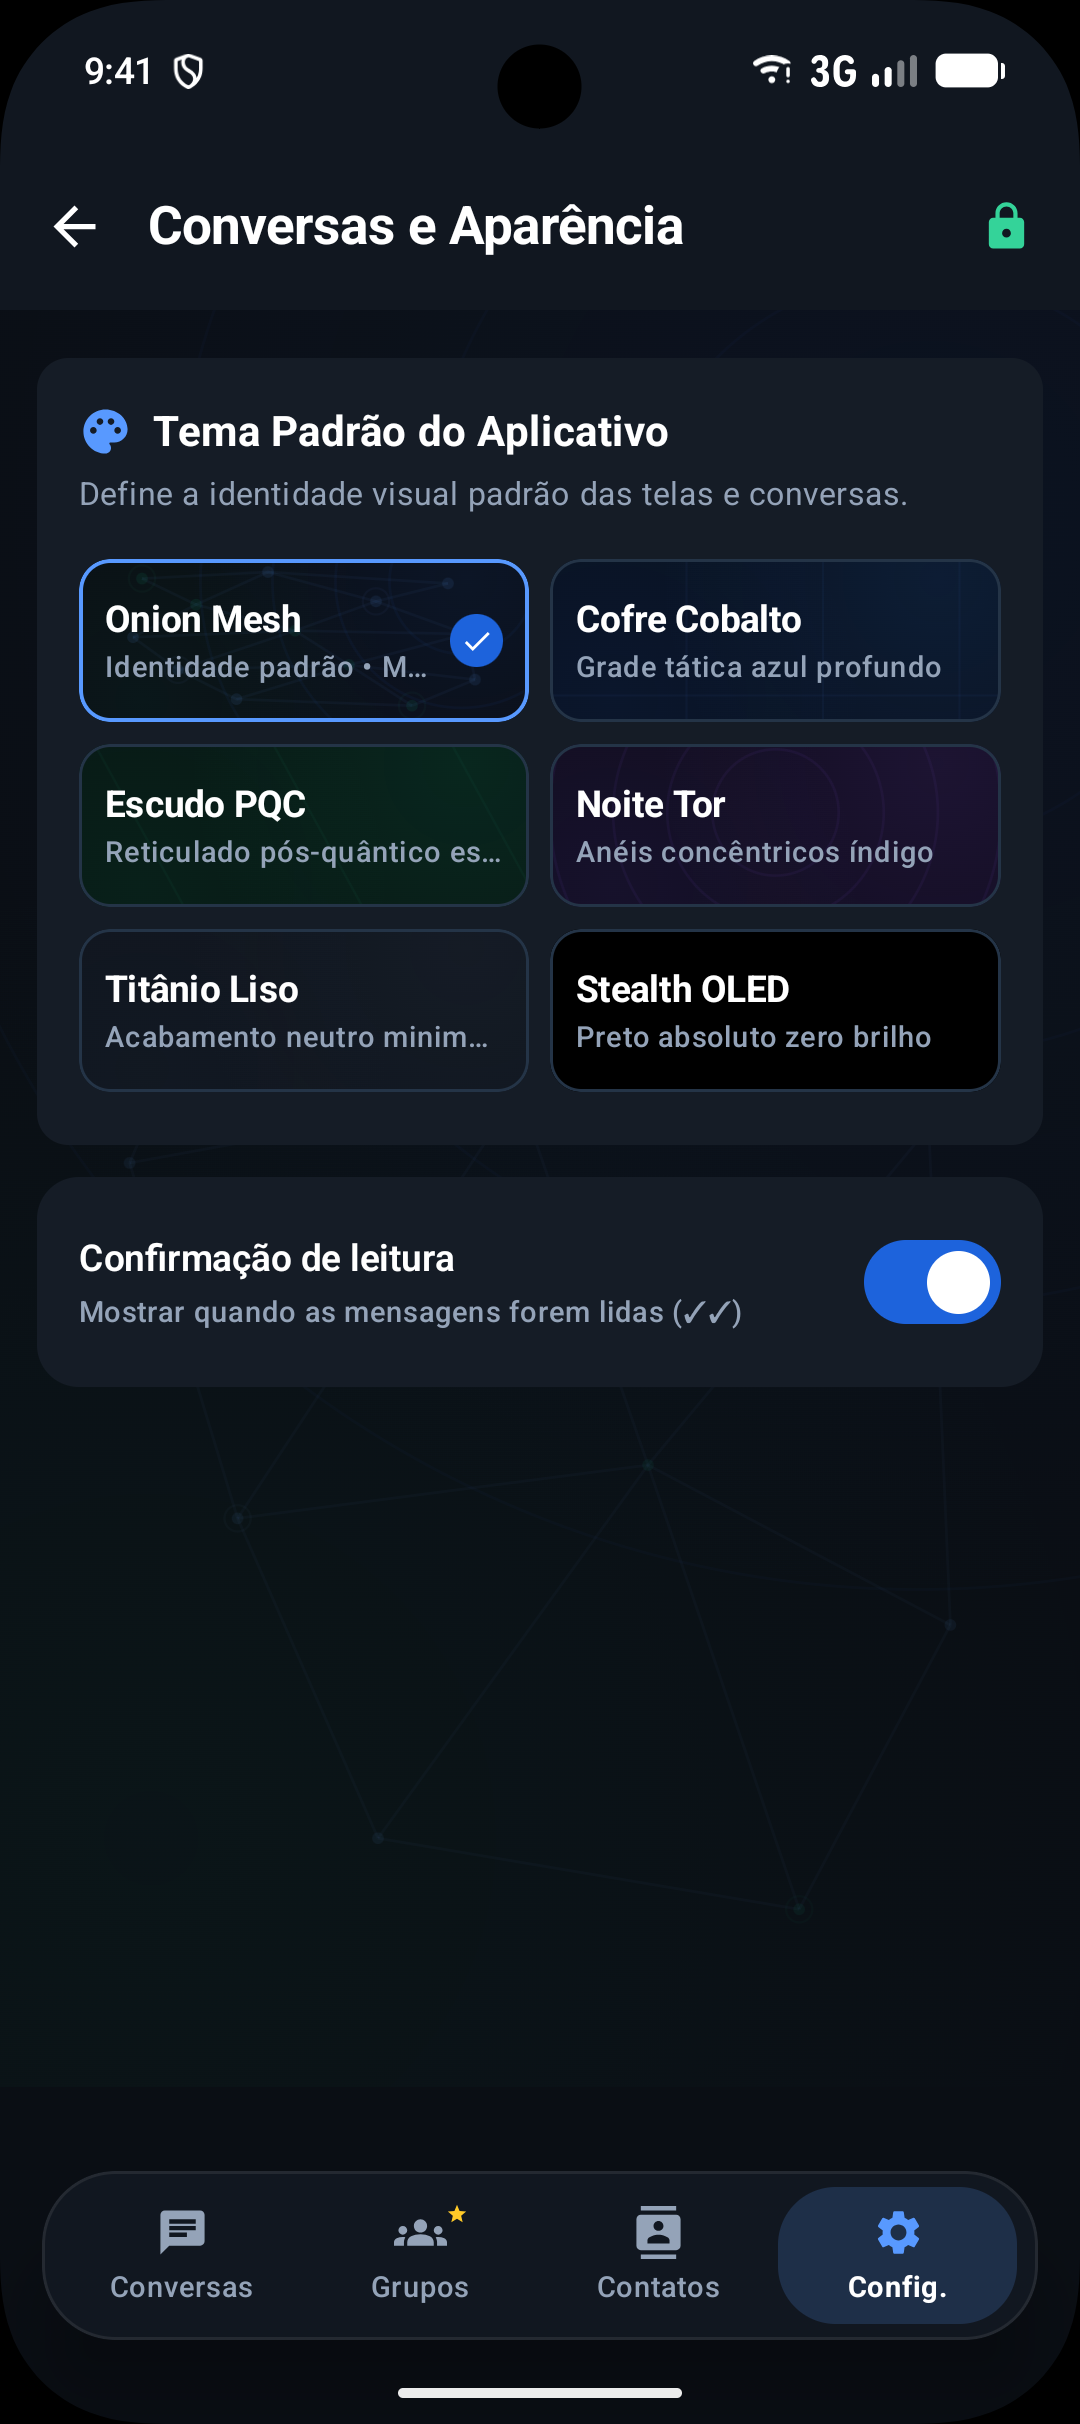 9:41
3G
Conversas e Aparência
Tema Padrão do Aplicativo
Define a identidade visual padrão das telas e conversas.
Onion Mesh
Identidade padrão • M...
Cofre Cobalto
Grade tática azul profundo
Escudo PQC
Reticulado pós-quântico es...
Noite Tor
Anéis concêntricos índigo
Titânio Liso
Acabamento neutro minim...
Stealth OLED
Preto absoluto zero brilho
Confirmação de leitura
Mostrar quando as mensagens forem lidas (✓✓)
Conversas
Grupos
Contatos
Config.